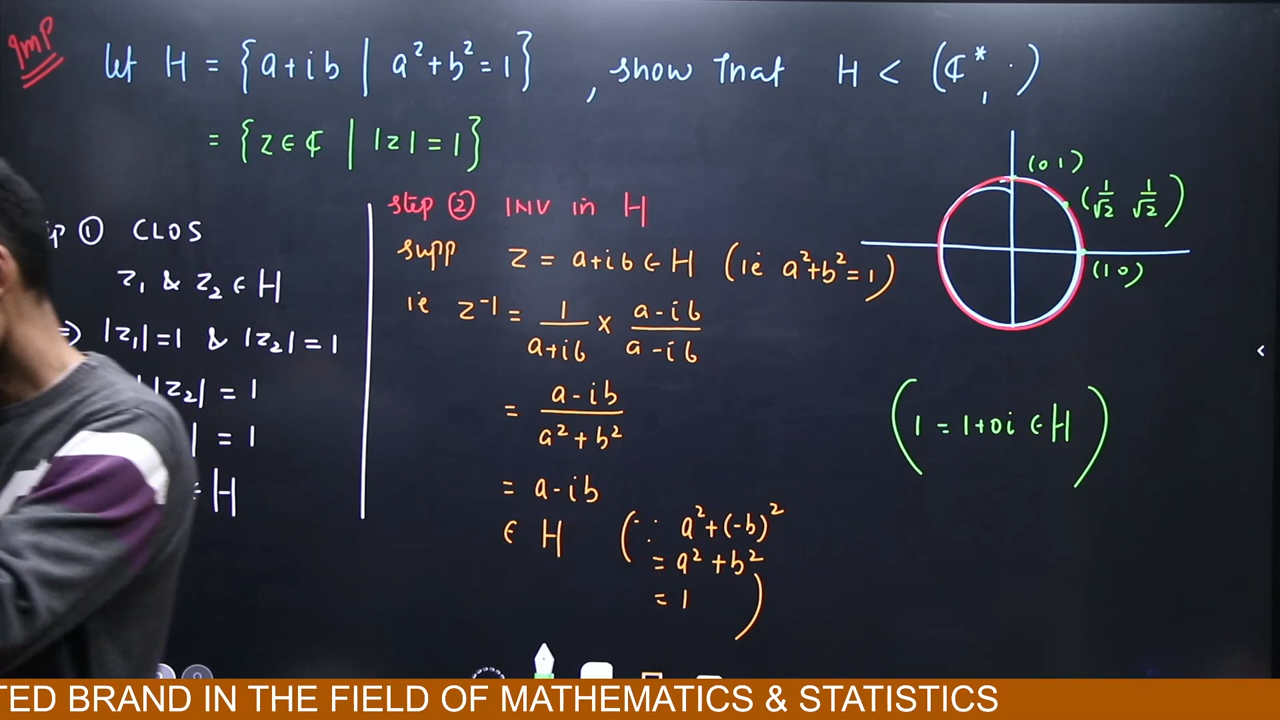 Imp
Let H = {a+ib | a²+b²=1}, show that H < (ℂ*, ·)
= {z∈ℂ | |z|=1}
(0 1)
(1/√2 1/√2)
(1 0)
① CLOS
z₁ & z₂ ∈ H
⇒ |z₁|=1 & |z₂|=1
|z₂| = 1
| = 1
∈ H
step ② INV in H
supp z = a+ib ∈ H (ie a²+b²=1)
ie z⁻¹ = 1/(a+ib) × (a-ib)/(a-ib)
= (a-ib)/(a²+b²)
= a-ib
∈ H (∵ a²+(-b)²
= a²+b²
= 1)
(1 = 1+0i ∈ H)
TED BRAND IN THE FIELD OF MATHEMATICS & STATISTICS